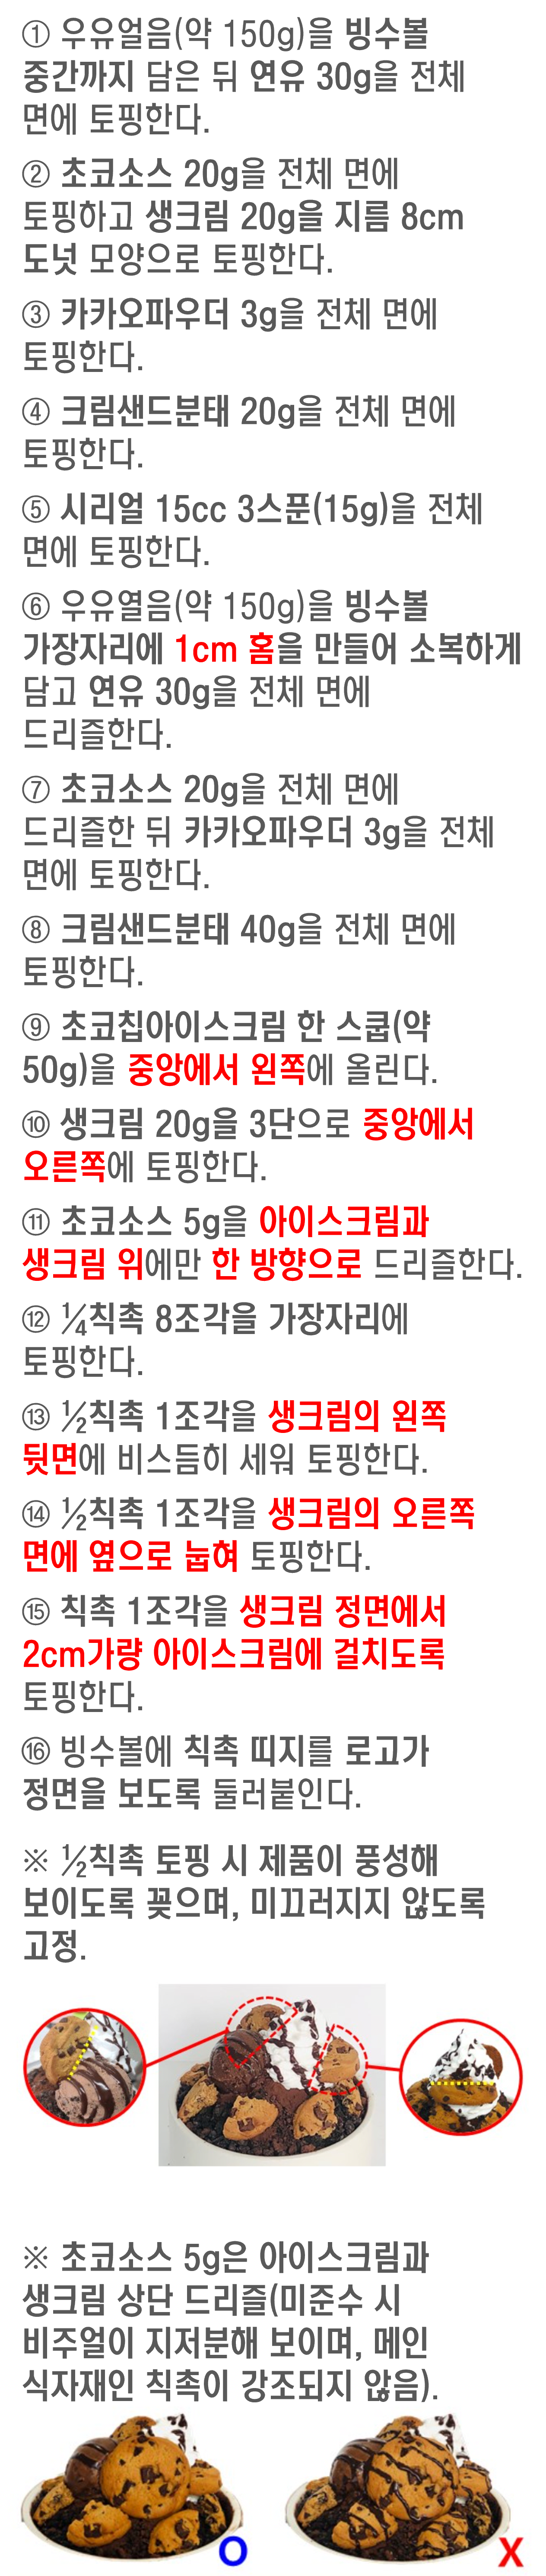 ① 우유얼음(약 150g)을 빙수볼
중간까지 담은 뒤 연유 30g을 전체
면에 토핑한다.
② 초코소스 20g을 전체 면에
토핑하고 생크림 20g을 지름 8cm
도넛 모양으로 토핑한다.
③ 카카오파우더 3g을 전체 면에
토핑한다.
④ 크림샌드분태 20g을 전체 면에
토핑한다.
⑤ 시리얼 15cc 3스푼(15g)을 전체
면에 토핑한다.
⑥ 우유열음(약 150g)을 빙수볼
가장자리에 1cm 홈을 만들어 소복하게
담고 연유 30g을 전체 면에
드리즐한다.
⑦ 초코소스 20g을 전체 면에
드리즐한 뒤 카카오파우더 3g을 전체
면에 토핑한다.
⑧ 크림샌드분태 40g을 전체 면에
토핑한다.
⑨ 초코칩아이스크림 한 스쿱(약
50g)을 중앙에서 왼쪽에 올린다.
⑩ 생크림 20g을 3단으로 중앙에서
오른쪽에 토핑한다.
⑪ 초코소스 5g을 아이스크림과
생크림 위에만 한 방향으로 드리즐한다.
⑫ ¼칙촉 8조각을 가장자리에
토핑한다.
⑬ ½칙촉 1조각을 생크림의 왼쪽
뒷면에 비스듬히 세워 토핑한다.
⑭ ½칙촉 1조각을 생크림의 오른쪽
면에 옆으로 눕혀 토핑한다.
⑮ 칙촉 1조각을 생크림 정면에서
2cm가량 아이스크림에 걸치도록
토핑한다.
⑯ 빙수볼에 칙촉 띠지를 로고가
정면을 보도록 둘러붙인다.
※ ½칙촉 토핑 시 제품이 풍성해
보이도록 꽂으며, 미끄러지지 않도록
고정.
※ 초코소스 5g은 아이스크림과
생크림 상단 드리즐(미준수 시
비주얼이 지저분해 보이며, 메인
식자재인 칙촉이 강조되지 않음).
O X